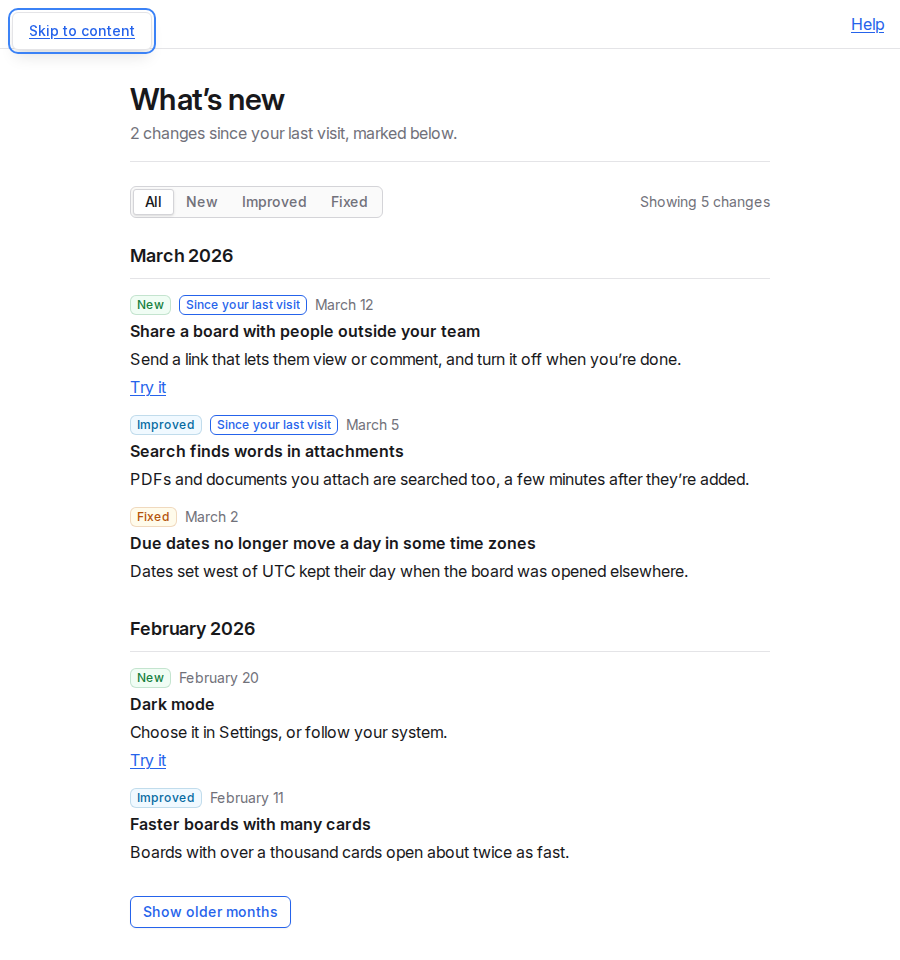 Skip to content
Help
What’s new
2 changes since your last visit, marked below.
All New Improved Fixed
Showing 5 changes
March 2026
New Since your last visit March 12
Share a board with people outside your team
Send a link that lets them view or comment, and turn it off when you’re done.
Try it
Improved Since your last visit March 5
Search finds words in attachments
PDFs and documents you attach are searched too, a few minutes after they’re added.
Fixed March 2
Due dates no longer move a day in some time zones
Dates set west of UTC kept their day when the board was opened elsewhere.
February 2026
New February 20
Dark mode
Choose it in Settings, or follow your system.
Try it
Improved February 11
Faster boards with many cards
Boards with over a thousand cards open about twice as fast.
Show older months